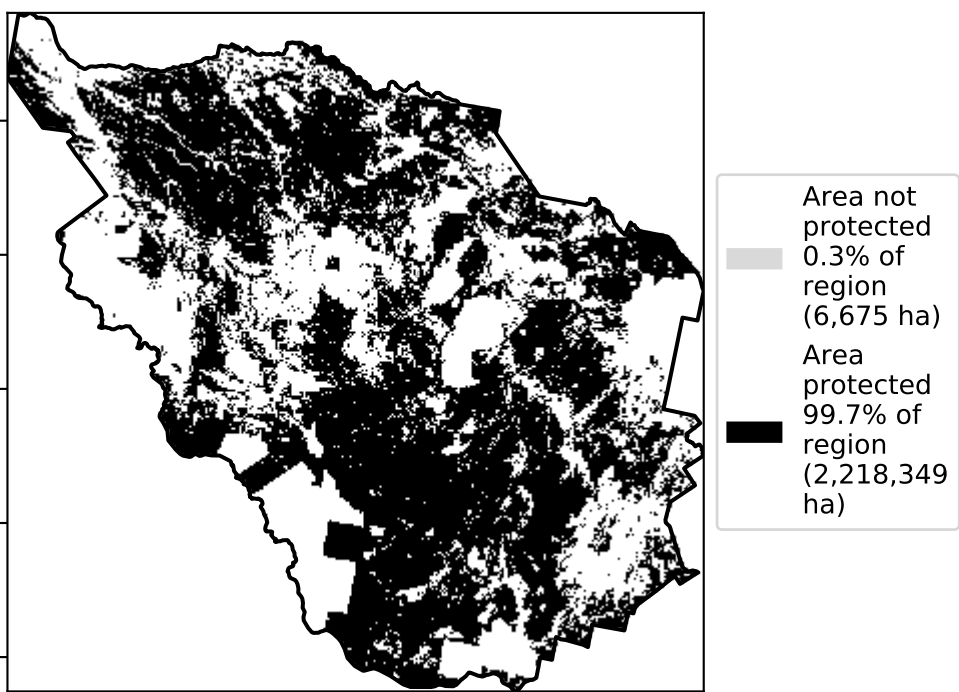 Area not
protected
0.3% of
region
(6,675 ha)
Area
protected
99.7% of
region
(2,218,349
ha)